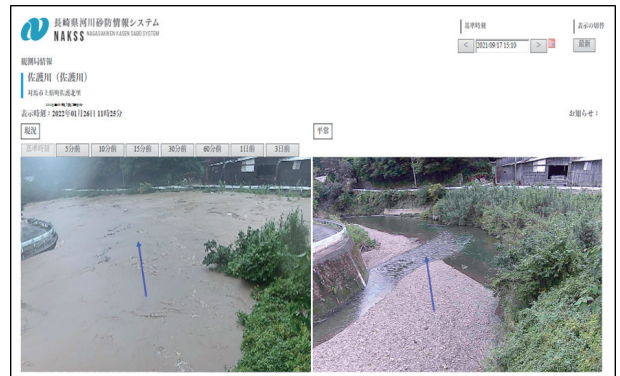 長崎県河川砂防情報システム
NAKSS NAGASAKIKEN KASEN SABO SYSTEM
基準時刻
表示の切替
< 2021/09/17 15:10 >
最新
観測局情報
佐護川（佐護川）
対馬市上県町佐護北里
表示時刻：2022年01月26日 11時25分
お知らせ：
現況
平常
基準時刻 5分前 10分前 15分前 30分前 60分前 1日前 3日前